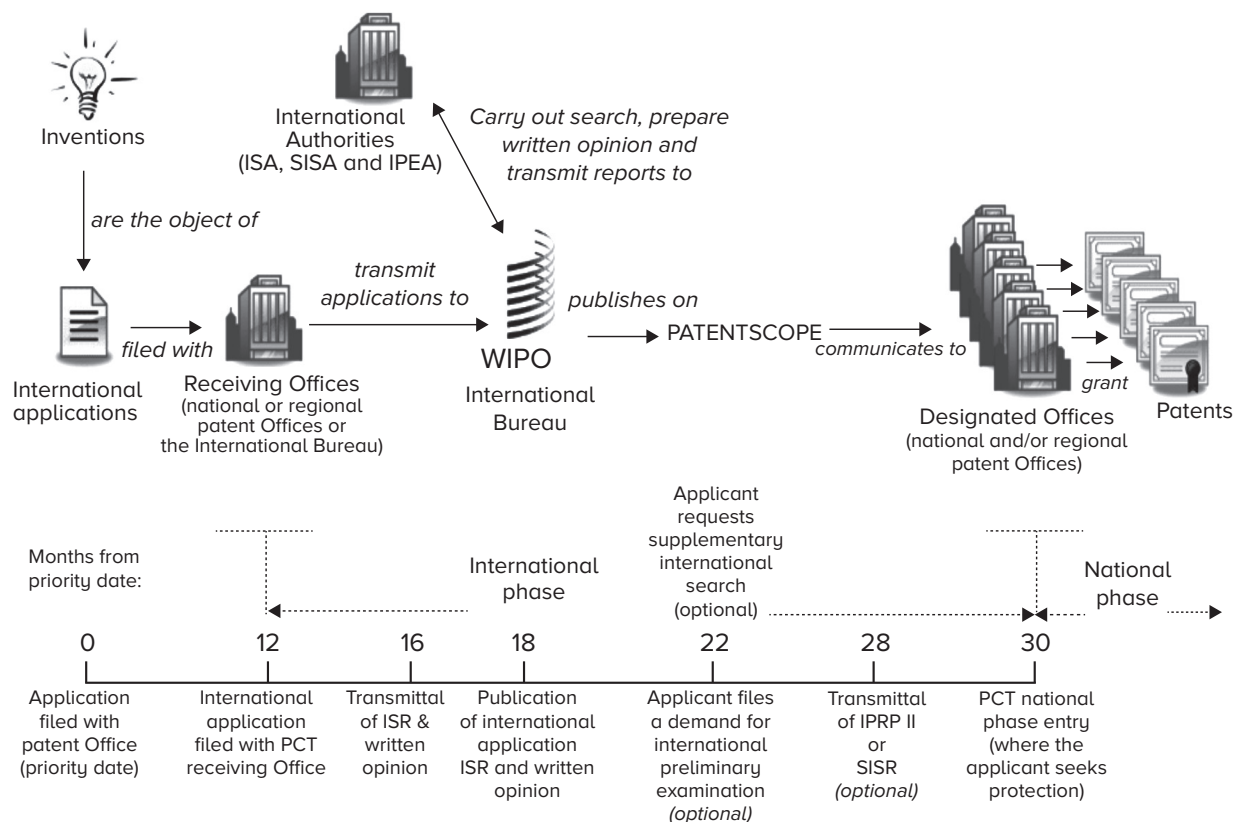 Inventions
International
Authorities
(ISA, SISA and IPEA)
Carry out search, prepare
written opinion and
transmit reports to
are the object of
transmit
applications to
publishes on
filed with
WIPO
PATENTSCOPE
communicates to
grant
International
applications
Receiving Offices
(national or regional
patent Offices or
the International Bureau)
International
Bureau
Designated Offices
(national and/or regional
patent Offices)
Patents
Months from
priority date:
International
phase
Applicant
requests
supplementary
international
search
(optional)
National
phase
0
12
16
18
22
28
30
Application
filed with
patent Office
(priority date)
International
application
filed with PCT
receiving Office
Transmittal
of ISR &
written
opinion
Publication
of international
application
ISR and written
opinion
Applicant files
a demand for
international
preliminary
examination
(optional)
Transmittal
of IPRP II
or
SISR
(optional)
PCT national
phase entry
(where the
applicant seeks
protection)